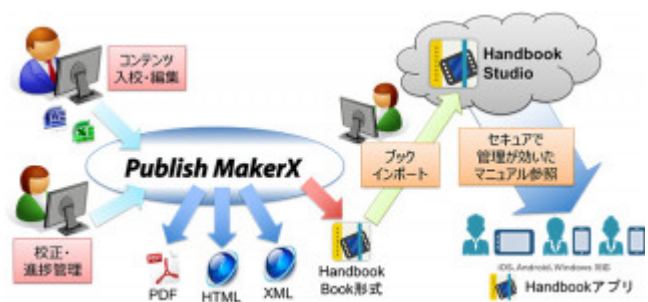 コンテンツ
入校・編集
Handbook
Studio
Publish MakerX
ブック
インポート
セキュアで
管理が効いた
マニュアル参照
校正・
進捗管理
PDF
HTML
XML
Handbook
Book形式
iOS、Android、Windows 対応
Handbookアプリ